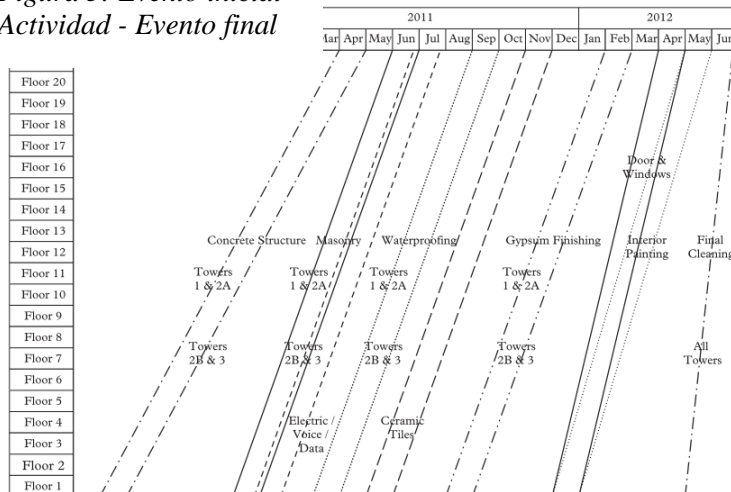 Figura 5. Evento inicial
Actividad - Evento final
2011 2012
Mar Apr May Jun Jul Aug Sep Oct Nov Dec Jan Feb Mar Apr May Jun
Floor 20
Floor 19
Floor 18
Floor 17
Floor 16
Floor 15
Floor 14
Floor 13
Floor 12
Floor 11
Floor 10
Floor 9
Floor 8
Floor 7
Floor 6
Floor 5
Floor 4
Floor 3
Floor 2
Floor 1
Door &
Windows
Concrete Structure Masonry Waterproofing Gypsum Finishing Interior
Painting
Final
Cleaning
Towers
1 & 2A
Towers
1 & 2A
Towers
1 & 2A
Towers
1 & 2A
Towers
2B & 3
Towers
2B & 3
Towers
2B & 3
Towers
2B & 3
All
Towers
Electric /
Voice /
Data
Ceramic
Tiles